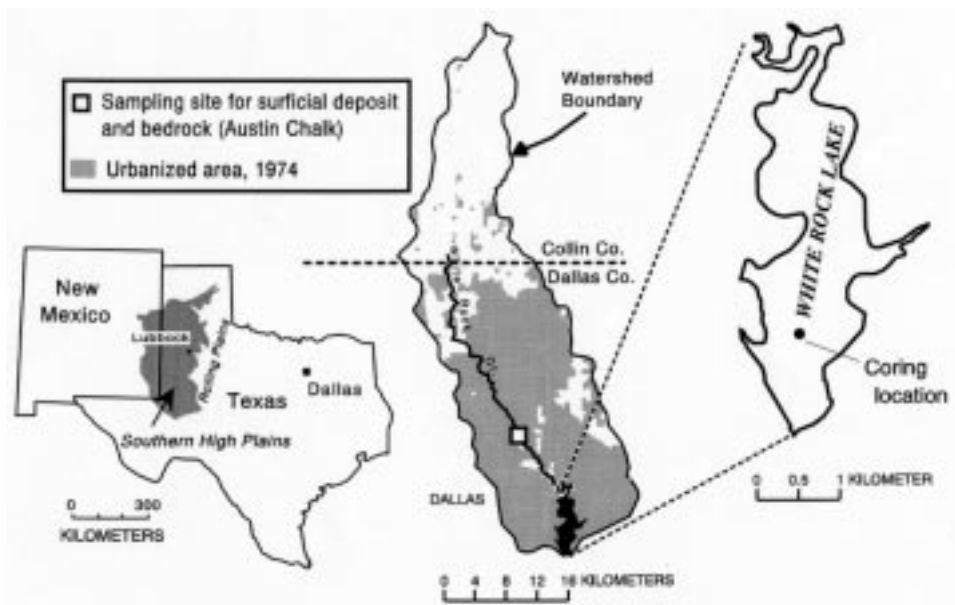 Sampling site for surficial deposit
and bedrock (Austin Chalk)
Urbanized area, 1974
New
Mexico
Lubbock
Rolling Plains
Texas
Dallas
Southern High Plains
0 300
KILOMETERS
Watershed
Boundary
Collin Co.
Dallas Co.
DALLAS
0 4 8 12 16 KILOMETERS
WHITE ROCK LAKE
Coring
location
0 0.5 1 KILOMETER